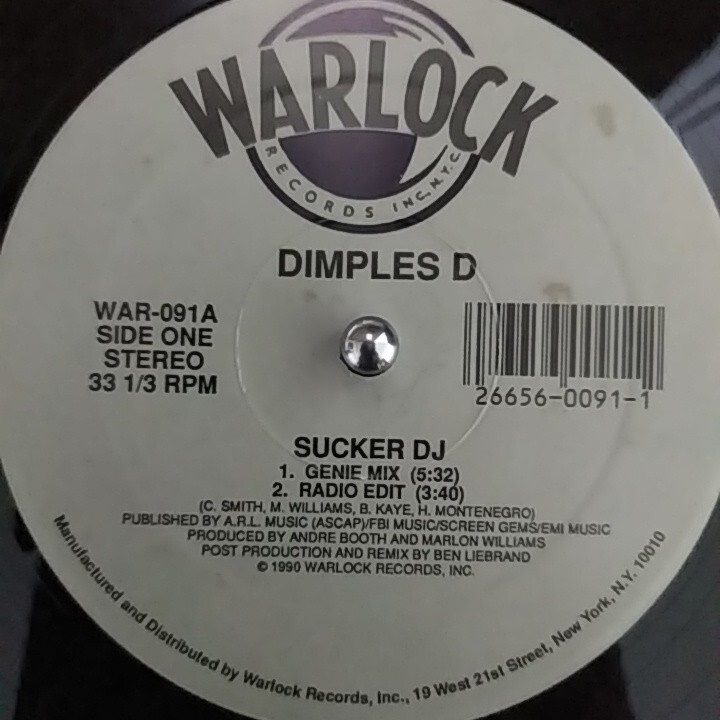 WARLOCK
RECORDS INC., N.Y.C.
DIMPLES D
WAR-091A
SIDE ONE
STEREO
33 1/3 RPM
26656-0091-1
SUCKER DJ
1. GENIE MIX (5:32)
2. RADIO EDIT (3:40)
(C. SMITH, M. WILLIAMS, B. KAYE, H. MONTENEGRO)
PUBLISHED BY A.R.L. MUSIC (ASCAP)/FBI MUSIC/SCREEN GEMS/EMI MUSIC
PRODUCED BY ANDRE BOOTH AND MARLON WILLIAMS
POST PRODUCTION AND REMIX BY BEN LIEBRAND
© 1990 WARLOCK RECORDS, INC.
Manufactured and Distributed by Warlock Records, Inc., 19 West 21st Street, New York, N.Y. 10010